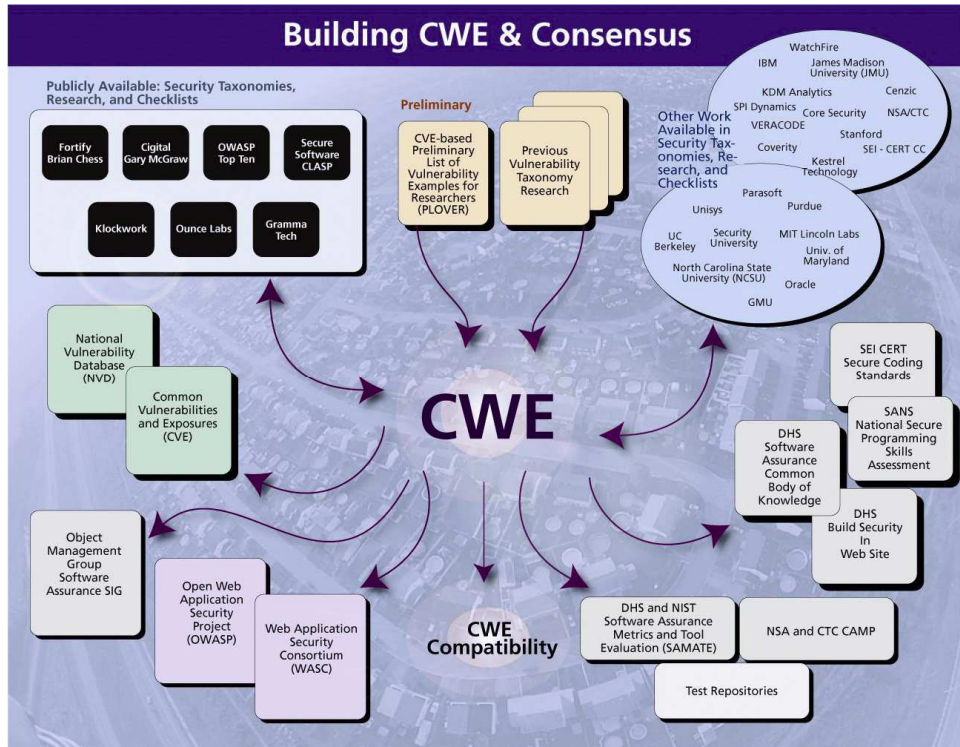 Building CWE & Consensus
Publicly Available: Security Taxonomies,
Research, and Checklists
Fortify
Brian Chess
Cigital
Gary McGraw
OWASP
Top Ten
Secure
Software
CLASP
Klockwork
Ounce Labs
Gramma
Tech
Preliminary
CVE-based
Preliminary
List of
Vulnerability
Examples for
Researchers
(PLOVER)
Previous
Vulnerability
Taxonomy
Research
Other Work
Available in
Security Tax-
onomies, Re-
search, and
Checklists
WatchFire
IBM
James Madison
University (JMU)
KDM Analytics
Cenzic
SPI Dynamics
Core Security
NSA/CTC
VERACODE
Stanford
Coverity
SEI - CERT CC
Kestrel
Technology
Parasoft
Unisys
Purdue
UC
Berkeley
Security
University
MIT Lincoln Labs
Univ. of
Maryland
North Carolina State
University (NCSU)
Oracle
GMU
National
Vulnerability
Database
(NVD)
Common
Vulnerabilities
and Exposures
(CVE)
CWE
SEI CERT
Secure Coding
Standards
SANS
National Secure
Programming
Skills
Assessment
DHS
Software
Assurance
Common
Body of
Knowledge
DHS
Build Security
In
Web Site
Object
Management
Group
Software
Assurance SIG
Open Web
Application
Security
Project
(OWASP)
Web Application
Security
Consortium
(WASC)
CWE
Compatibility
DHS and NIST
Software Assurance
Metrics and Tool
Evaluation (SAMATE)
NSA and CTC CAMP
Test Repositories